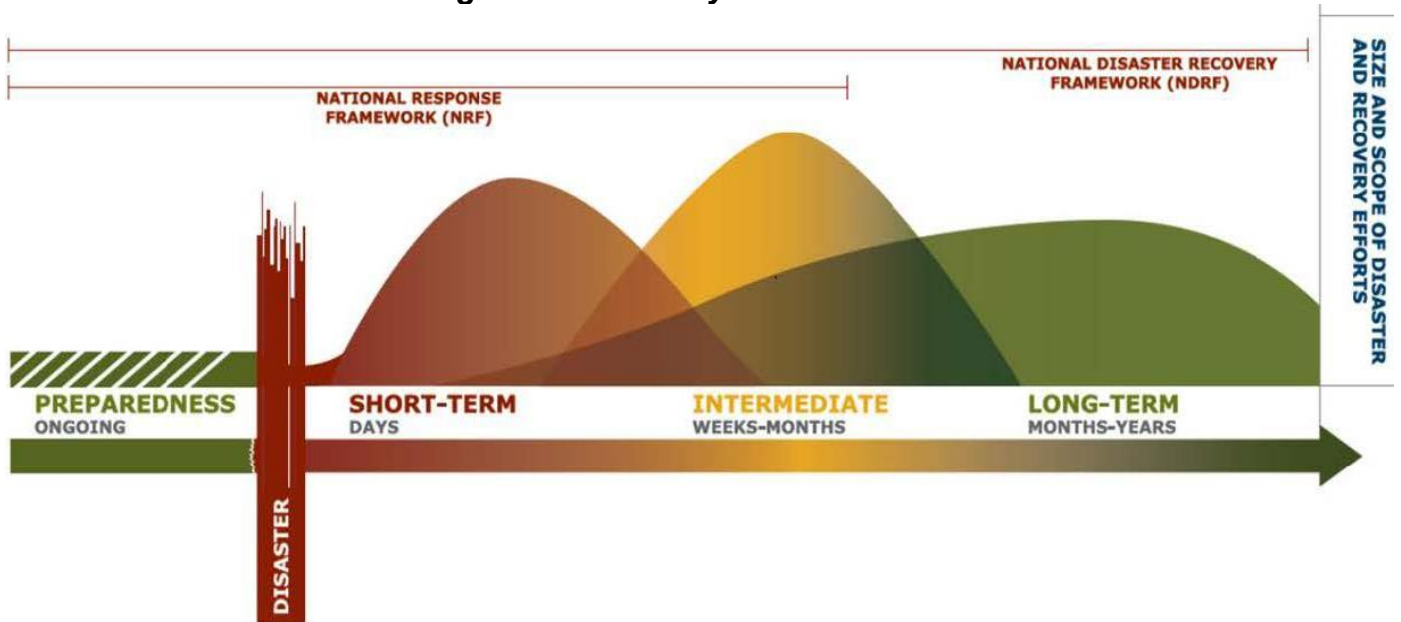 NATIONAL DISASTER RECOVERY
FRAMEWORK (NDRF)
NATIONAL RESPONSE
FRAMEWORK (NRF)
SIZE AND SCOPE OF DISASTER
AND RECOVERY EFFORTS
PREPAREDNESS
ONGOING
SHORT-TERM
DAYS
INTERMEDIATE
WEEKS-MONTHS
LONG-TERM
MONTHS-YEARS
DISASTER